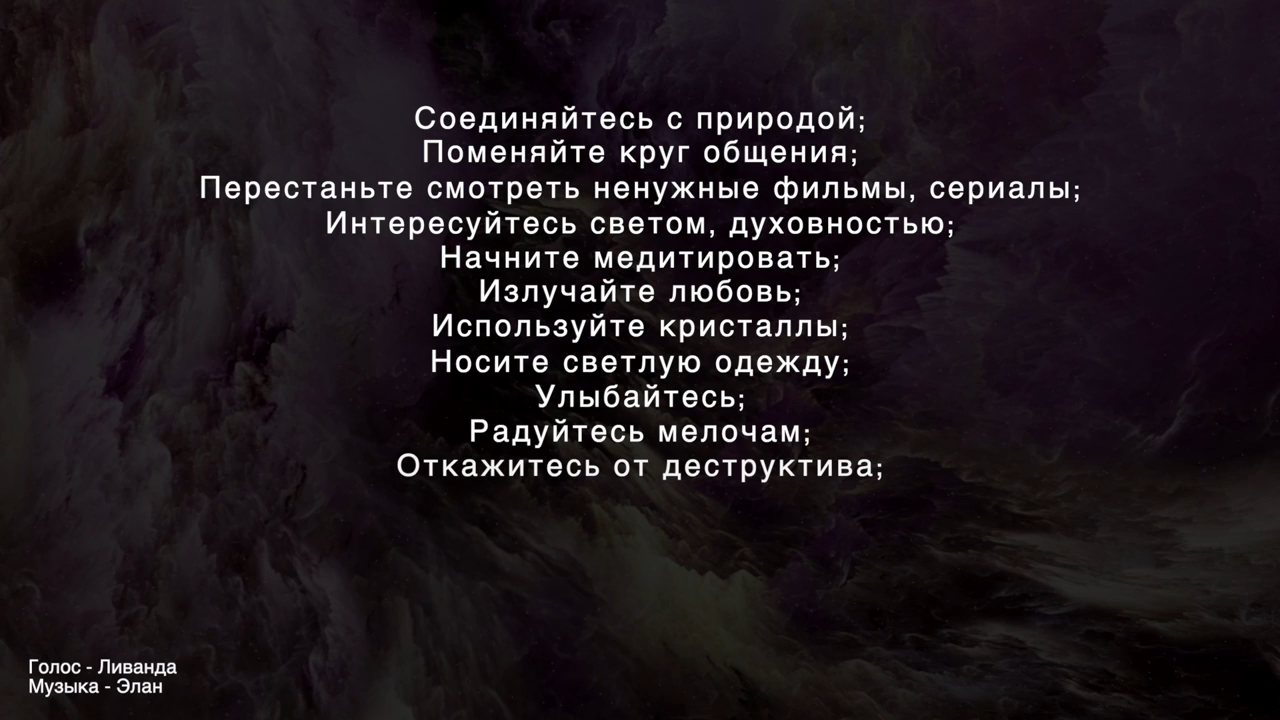 Соединяйтесь с природой;
Поменяйте круг общения;
Перестаньте смотреть ненужные фильмы, сериалы;
Интересуйтесь светом, духовностью;
Начните медитировать;
Излучайте любовь;
Используйте кристаллы;
Носите светлую одежду;
Улыбайтесь;
Радуйтесь мелочам;
Откажитесь от деструктива;
Голос - Ливанда
Музыка - Элан